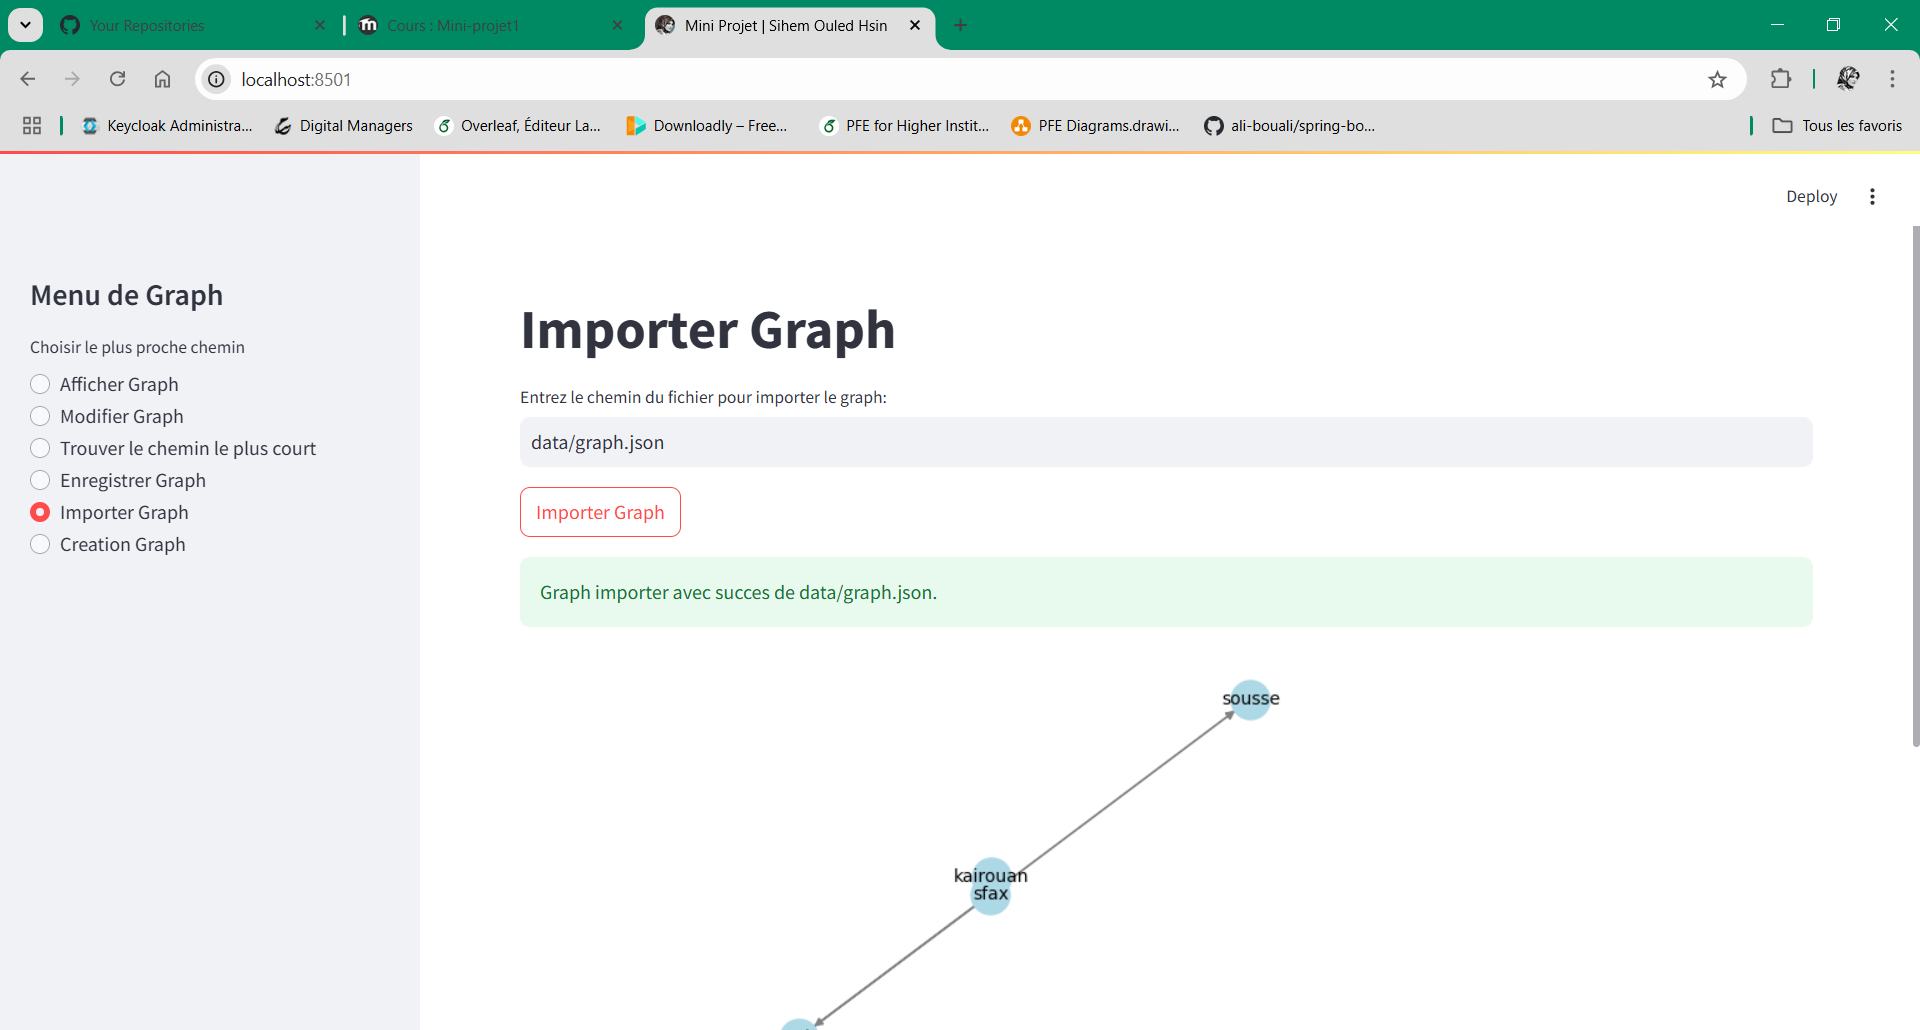 Your Repositories
Cours : Mini-projet1
Mini Projet | Sihem Ouled Hsin
localhost:8501
Keycloak Administra...
Digital Managers
Overleaf, Éditeur La...
Downloadly – Free...
PFE for Higher Instit...
PFE Diagrams.drawi...
ali-bouali/spring-bo...
Tous les favoris
Deploy
Menu de Graph
Choisir le plus proche chemin
Afficher Graph
Modifier Graph
Trouver le chemin le plus court
Enregistrer Graph
Importer Graph
Creation Graph
Importer Graph
Entrez le chemin du fichier pour importer le graph:
data/graph.json
Importer Graph
Graph importer avec succes de data/graph.json.
sousse
kairouan
sfax